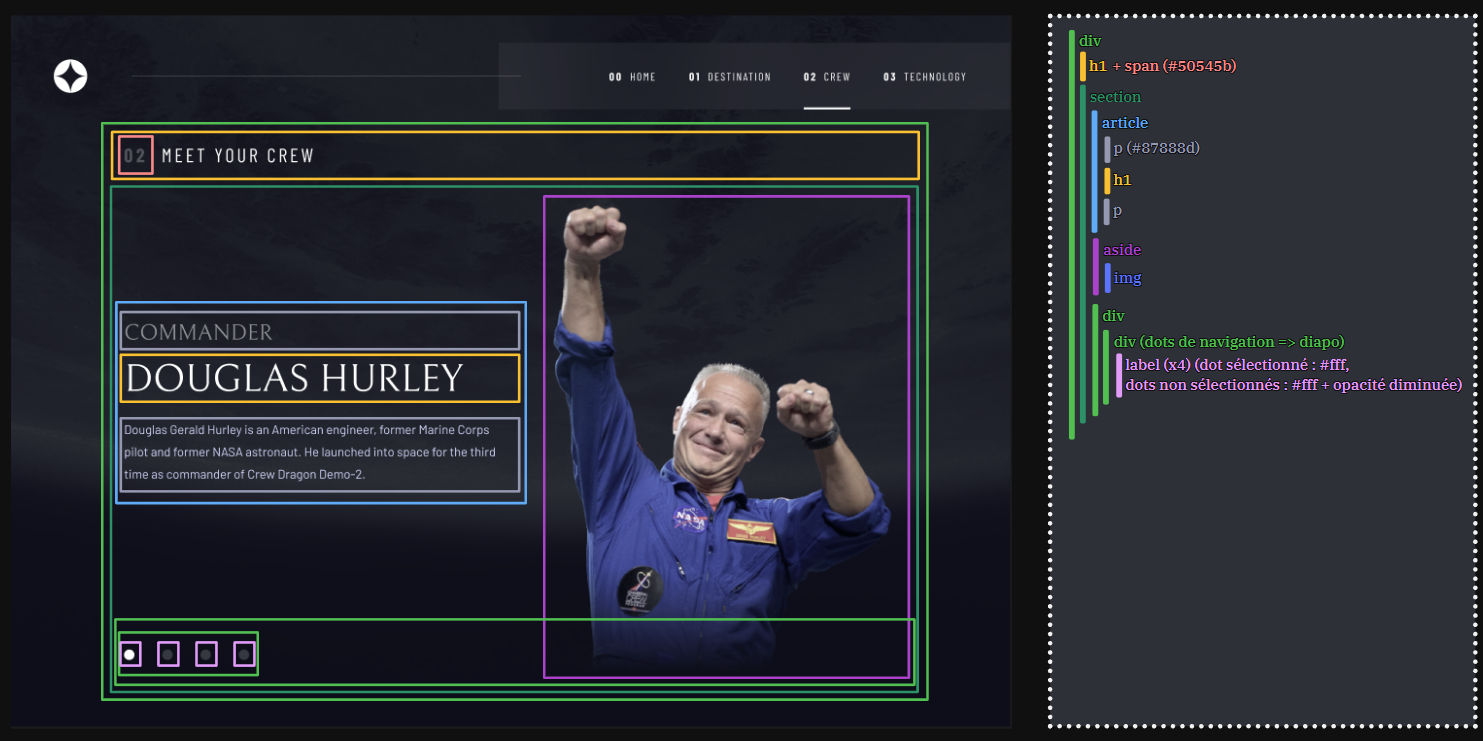 00 HOME 01 DESTINATION 02 CREW 03 TECHNOLOGY
02 MEET YOUR CREW
COMMANDER
DOUGLAS HURLEY
Douglas Gerald Hurley is an American engineer, former Marine Corps
pilot and former NASA astronaut. He launched into space for the third
time as commander of Crew Dragon Demo-2.
NASA
div
h1 + span (#50545b)
section
article
p (#87888d)
h1
p
aside
img
div
div (dots de navigation => diapo)
label (x4) (dot sélectionné : #fff,
dots non sélectionnés : #fff + opacité diminuée)